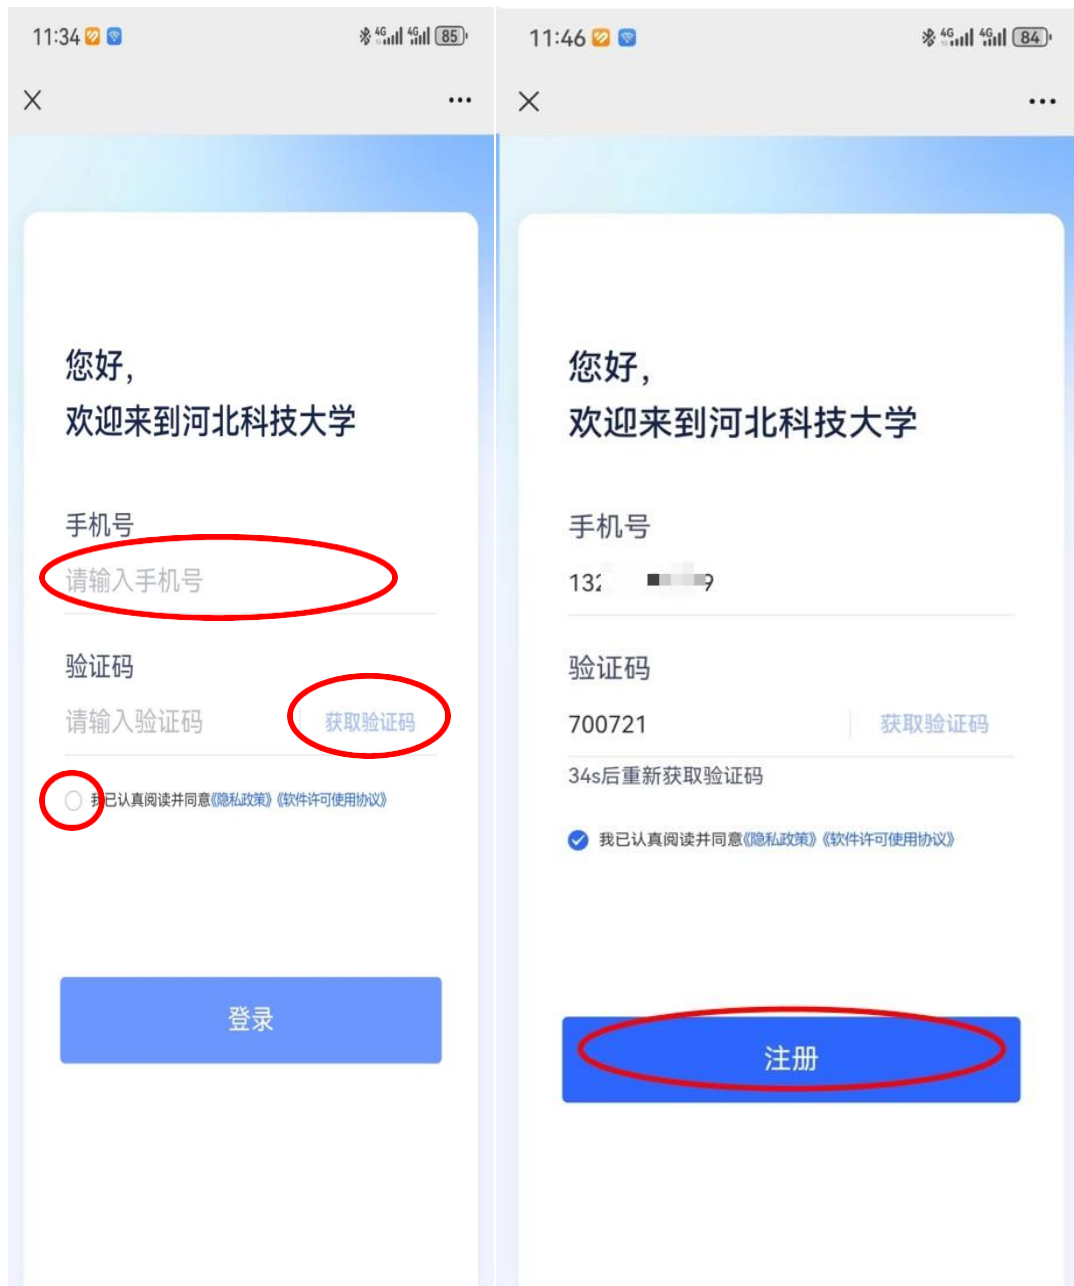 11:34
4G 4G 85
您好,
欢迎来到河北科技大学
手机号
请输入手机号
验证码
请输入验证码 获取验证码
我已认真阅读并同意《隐私政策》《软件许可使用协议》
登录
11:46
4G 4G 84
您好,
欢迎来到河北科技大学
手机号
132 9
验证码
700721 获取验证码
34s后重新获取验证码
我已认真阅读并同意《隐私政策》《软件许可使用协议》
注册